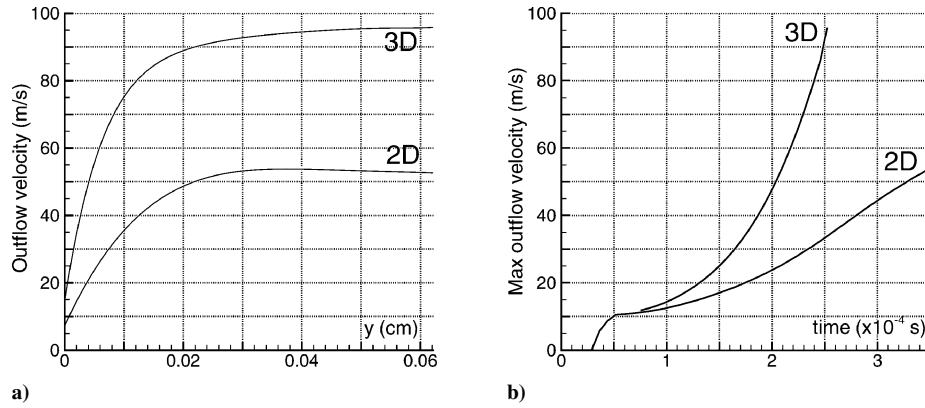 Outflow velocity (m/s)
100
80
60
40
20
0
3D
2D
y (cm)
0
0.02
0.04
0.06
a)
Max outflow velocity (m/s)
100
80
60
40
20
0
3D
2D
time (x10⁻⁴ s)
0
1
2
3
b)